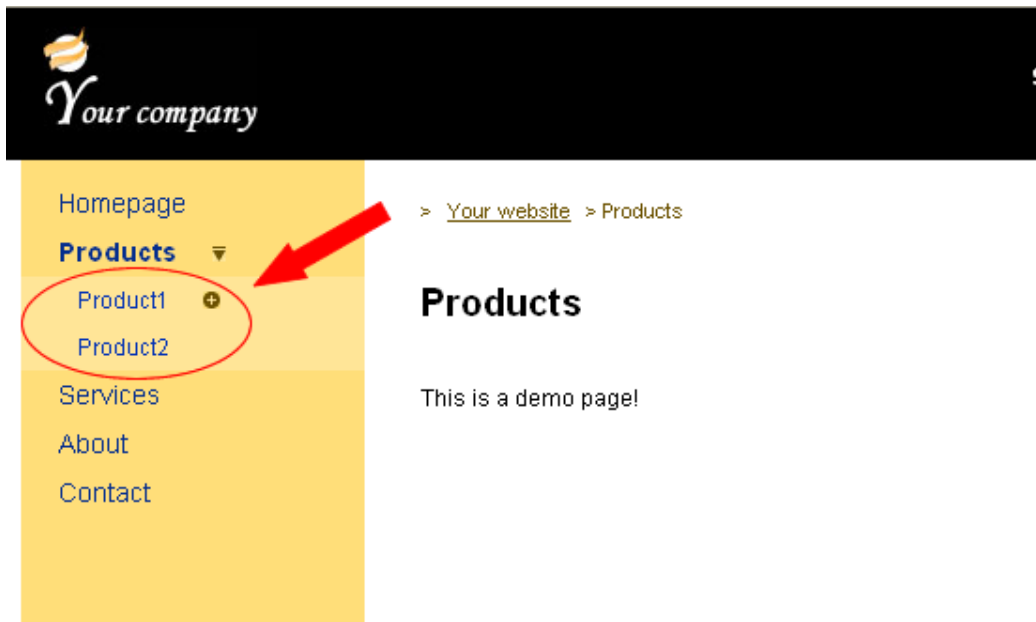 Your company
Homepage
Products
Product1
Product2
Services
About
Contact
> Your website > Products
Products
This is a demo page!